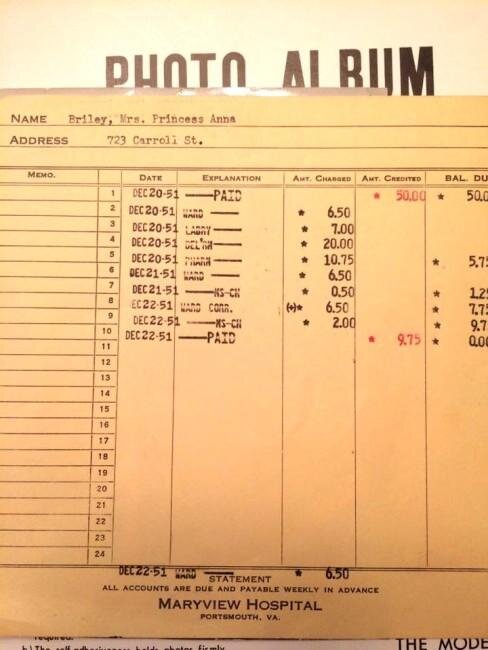 PHOTO ALBUM
NAME Briley, Mrs. Princess Anna
ADDRESS 723 Carroll St.
MEMO. DATE EXPLANATION AMT. CHARGED AMT. CREDITED BAL. DU
1 DEC20-51 PAID * 50.00 * 50.0
2 DEC20-51 WARD * 6.50
3 DEC20-51 LABRY * 7.00
4 DEC20-51 DEL'RM * 20.00
5 DEC20-51 PHARM * 10.75 * 5.75
6 DEC21-51 WARD * 6.50
7 DEC21-51 MS-CH * 0.50 * 1.25
8 EC22-51 WARD CORR. (+)* 6.50 * 7.75
9 DEC22-51 MS-CH * 2.00 * 9.7
10 DEC22-51 PAID * 9.75 * 0.00
11
12
13
14
15
16
17
18
19
20
21
22
23
24
DEC22-51 WARD * 6.50
STATEMENT
ALL ACCOUNTS ARE DUE AND PAYABLE WEEKLY IN ADVANCE
MARYVIEW HOSPITAL
PORTSMOUTH, VA.
required.
b) The self-adhesiveness holds photos firmly
THE MODE